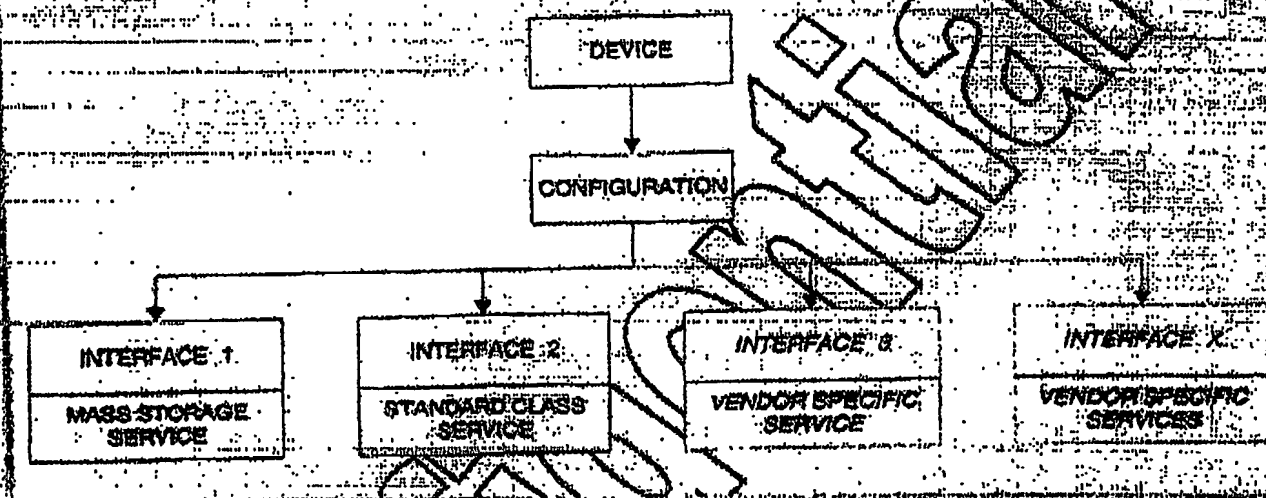 DEVICE
CONFIGURATION
INTERFACE 1
MASS STORAGE
SERVICE
INTERFACE 2
STANDARD CLASS
SERVICE
INTERFACE
VENDOR SPECIFIC
SERVICE
INTERFACE X
VENDOR SPECIFIC
SERVICES